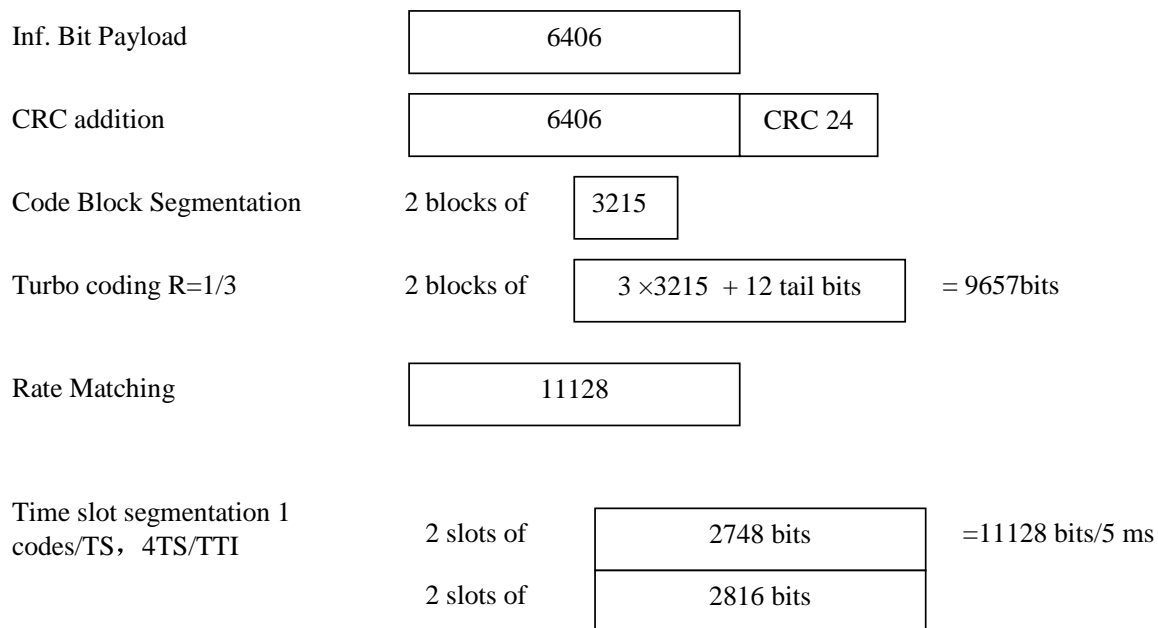 Inf. Bit Payload 6406
CRC addition 6406 CRC 24
Code Block Segmentation 2 blocks of 3215
Turbo coding R=1/3 2 blocks of 3 ×3215 + 12 tail bits = 9657bits
Rate Matching 11128
Time slot segmentation 1
codes/TS，4TS/TTI 2 slots of 2748 bits =11128 bits/5 ms
2 slots of 2816 bits